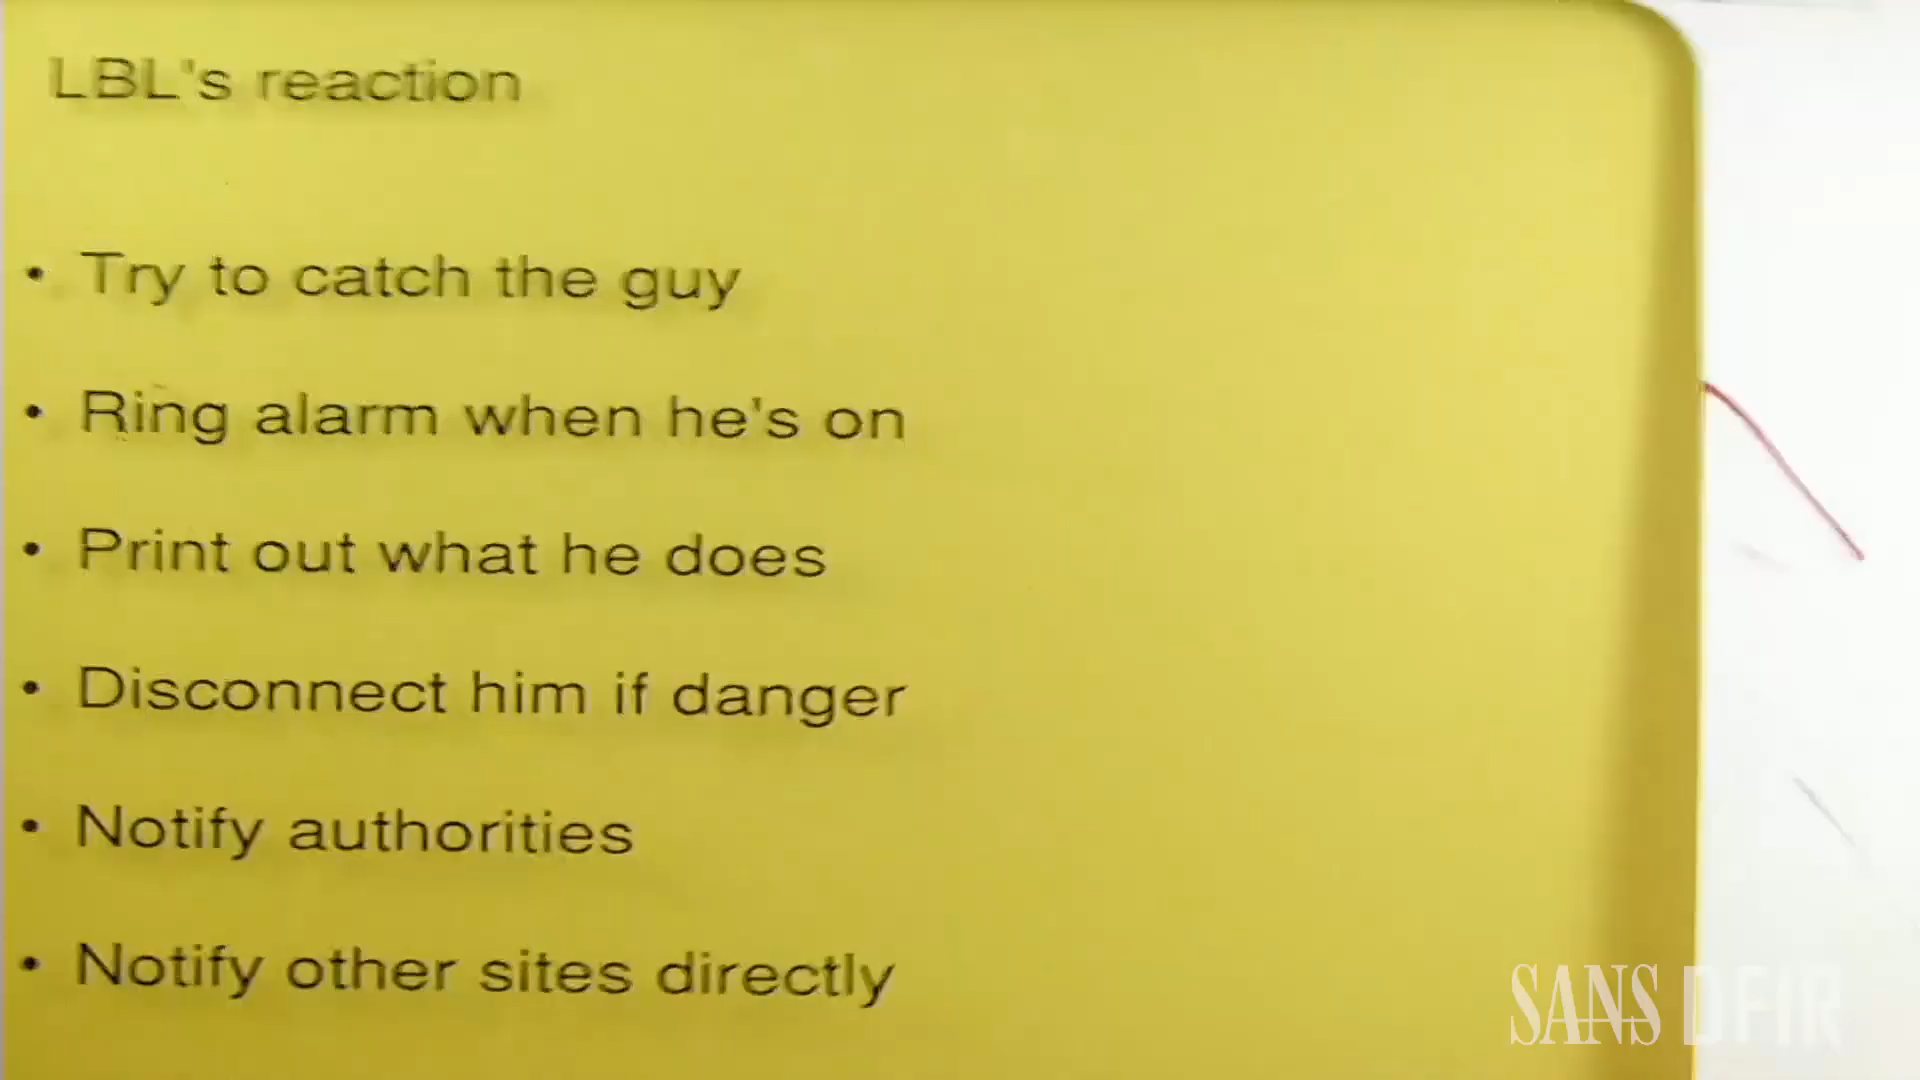 LBL's reaction
• Try to catch the guy
• Ring alarm when he's on
• Print out what he does
• Disconnect him if danger
• Notify authorities
• Notify other sites directly
SANS DFIR